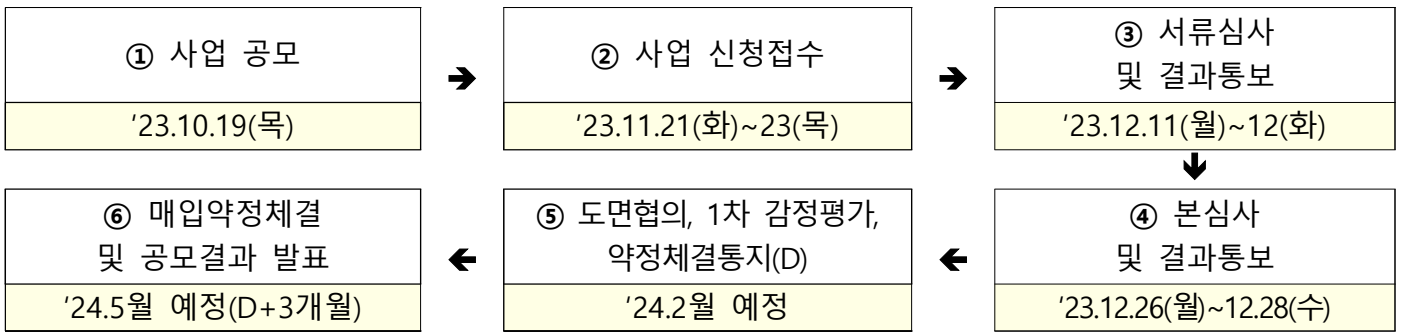 ① 사업 공모
'23.10.19(목)
➔
② 사업 신청접수
'23.11.21(화)~23(목)
➔
③ 서류심사
및 결과통보
'23.12.11(월)~12(화)
④ 본심사
및 결과통보
'23.12.26(월)~12.28(수)
⑤ 도면협의, 1차 감정평가,
약정체결통지(D)
'24.2월 예정
⑥ 매입약정체결
및 공모결과 발표
'24.5월 예정(D+3개월)